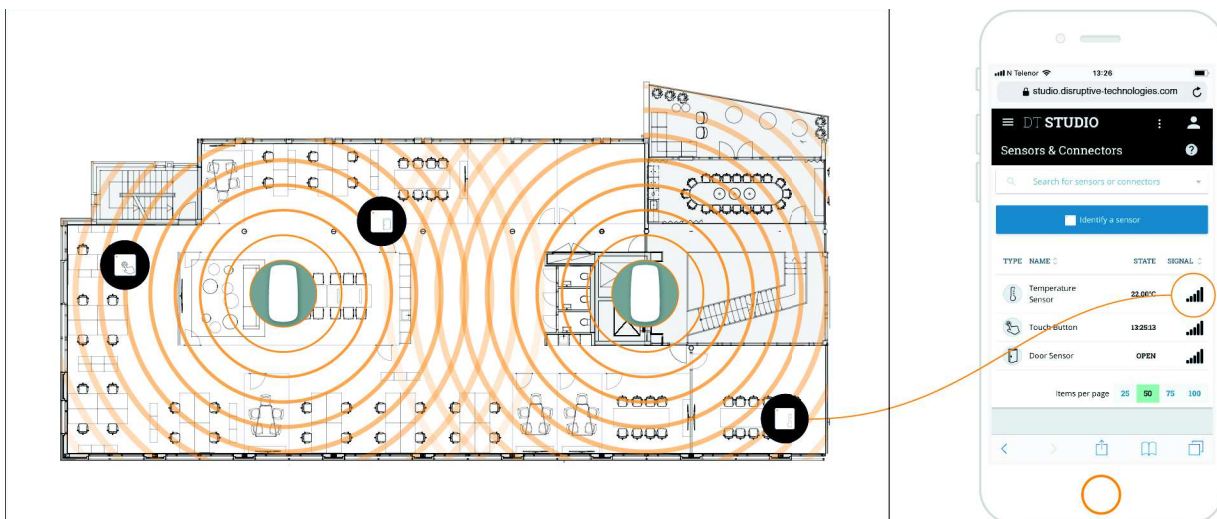 N Telenor 13:26
studio.disruptive-technologies.com
DT STUDIO
Sensors & Connectors
?
Search for sensors or connectors
Identify a sensor
TYPE NAME STATE SIGNAL
Temperature
Sensor
22.00°C
Touch Button 13:25:13
Door Sensor OPEN
Items per page 25 50 75 100